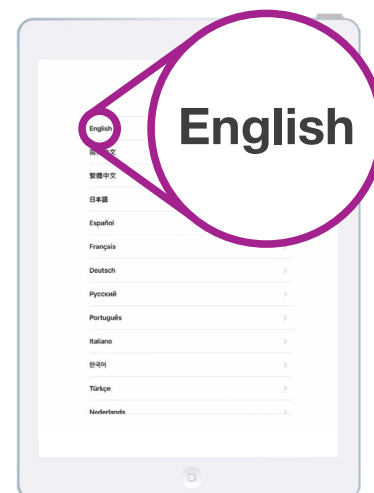 English
English
繁體中文
日本語
Español
Français
Deutsch
Русский
Português
Italiano
한국어
Türkçe
Nederlands